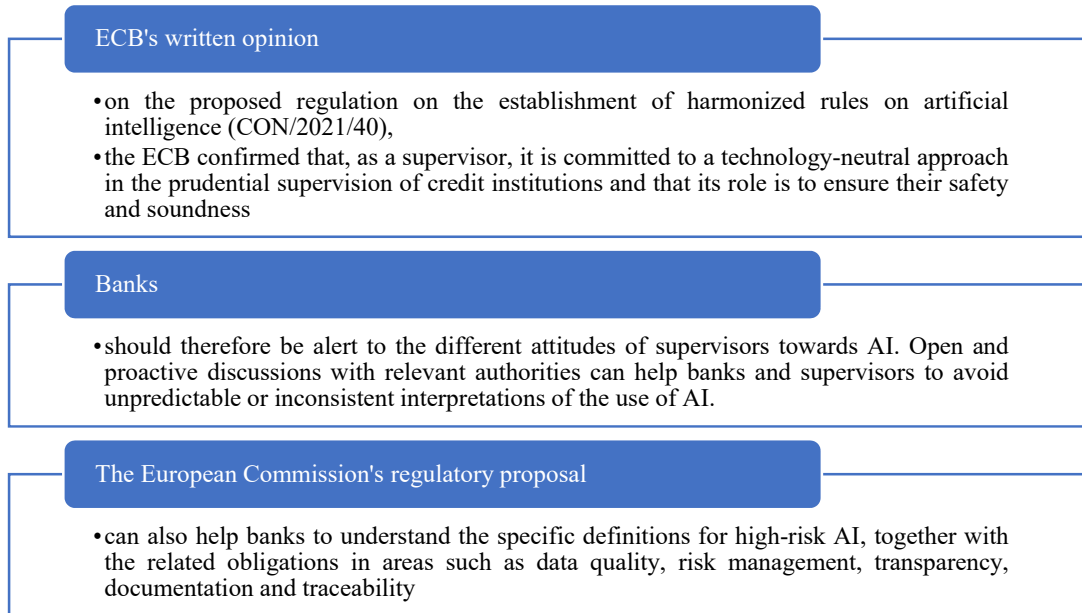 ECB's written opinion
•on the proposed regulation on the establishment of harmonized rules on artificial
intelligence (CON/2021/40),
•the ECB confirmed that, as a supervisor, it is committed to a technology-neutral approach
in the prudential supervision of credit institutions and that its role is to ensure their safety
and soundness
Banks
•should therefore be alert to the different attitudes of supervisors towards AI. Open and
proactive discussions with relevant authorities can help banks and supervisors to avoid
unpredictable or inconsistent interpretations of the use of AI.
The European Commission's regulatory proposal
•can also help banks to understand the specific definitions for high-risk AI, together with
the related obligations in areas such as data quality, risk management, transparency,
documentation and traceability